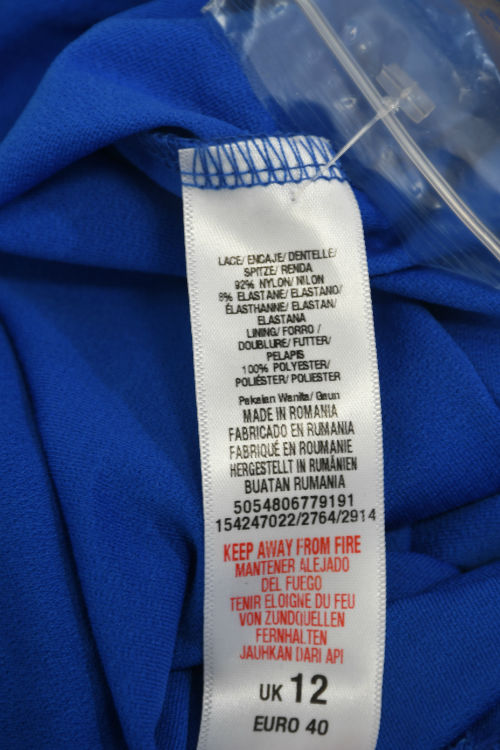 LACE/ ENCAJE/ DENTELLE/
SPITZE/ RENDA
92% NYLON/ NILON
8% ELASTANE/ ELASTANO/
ÉLASTHANNE/ ELASTAN/
ELASTANA
LINING/ FORRO /
DOUBLURE/ FUTTER/
PELAPIS
100% POLYESTER/
POLIÉSTER/ POLIESTER
Pakaian Wanita/ Gaun
MADE IN ROMANIA
FABRICADO EN RUMANIA
FABRIQUÉ EN ROUMANIE
HERGESTELLT IN RUMÄNIEN
BUATAN RUMANIA
5054806779191
154247022/2764/2914
KEEP AWAY FROM FIRE
MANTENER ALEJADO
DEL FUEGO
TENIR ELOIGNE DU FEU
VON ZUNDQUELLEN
FERNHALTEN
JAUHKAN DARI API
UK 12
EURO 40